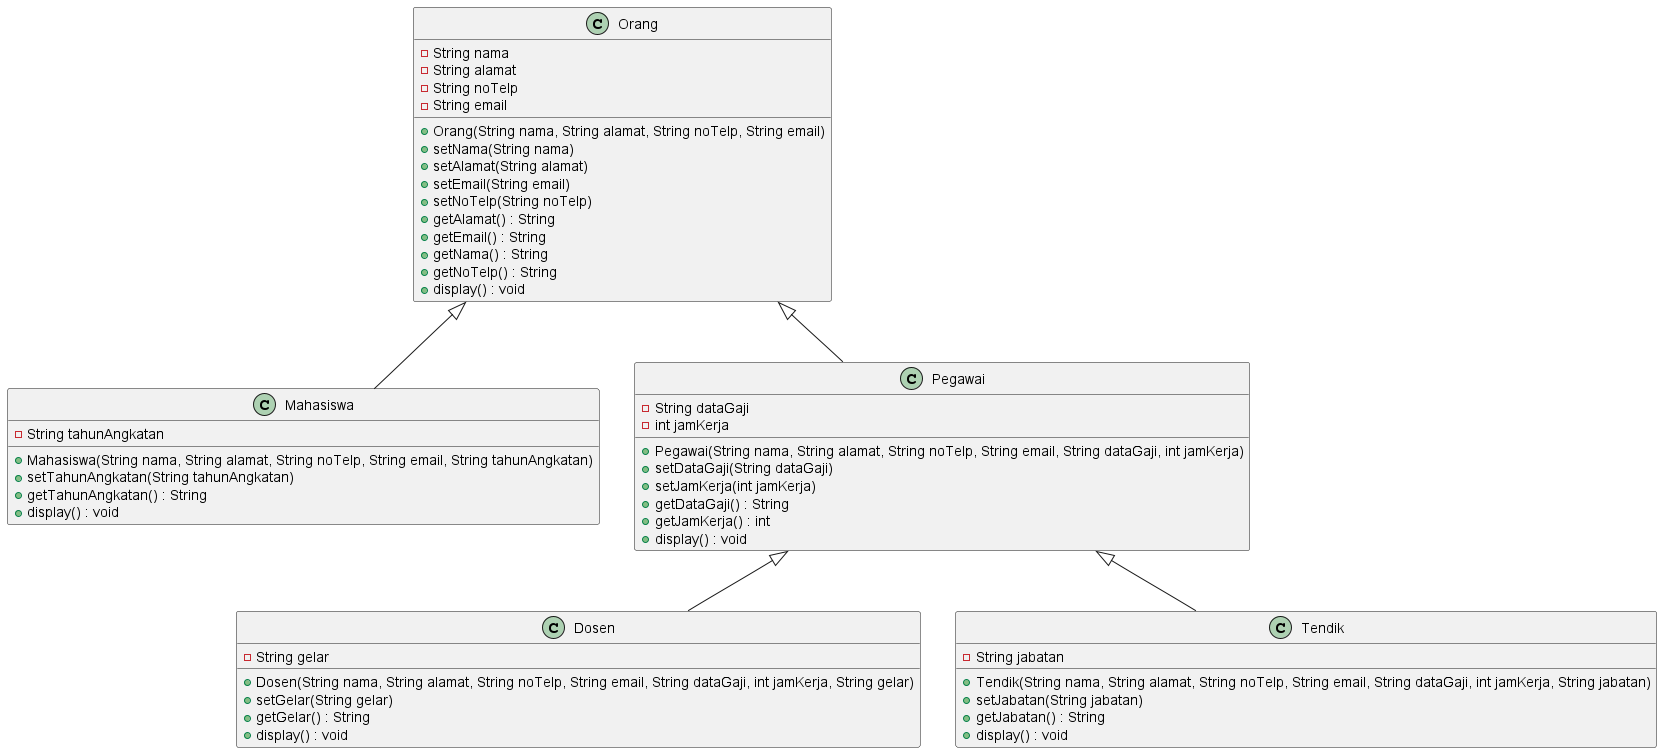 C Orang
String nama
String alamat
String noTelp
String email
Orang(String nama, String alamat, String noTelp, String email)
setNama(String nama)
setAlamat(String alamat)
setEmail(String email)
setNoTelp(String noTelp)
getAlamat() : String
getEmail() : String
getNama() : String
getNoTelp() : String
display() : void
C Mahasiswa
String tahunAngkatan
Mahasiswa(String nama, String alamat, String noTelp, String email, String tahunAngkatan)
setTahunAngkatan(String tahunAngkatan)
getTahunAngkatan() : String
display() : void
C Pegawai
String dataGaji
int jamKerja
Pegawai(String nama, String alamat, String noTelp, String email, String dataGaji, int jamKerja)
setDataGaji(String dataGaji)
setJamKerja(int jamKerja)
getDataGaji() : String
getJamKerja() : int
display() : void
C Dosen
String gelar
Dosen(String nama, String alamat, String noTelp, String email, String dataGaji, int jamKerja, String gelar)
setGelar(String gelar)
getGelar() : String
display() : void
C Tendik
String jabatan
Tendik(String nama, String alamat, String noTelp, String email, String dataGaji, int jamKerja, String jabatan)
setJabatan(String jabatan)
getJabatan() : String
display() : void